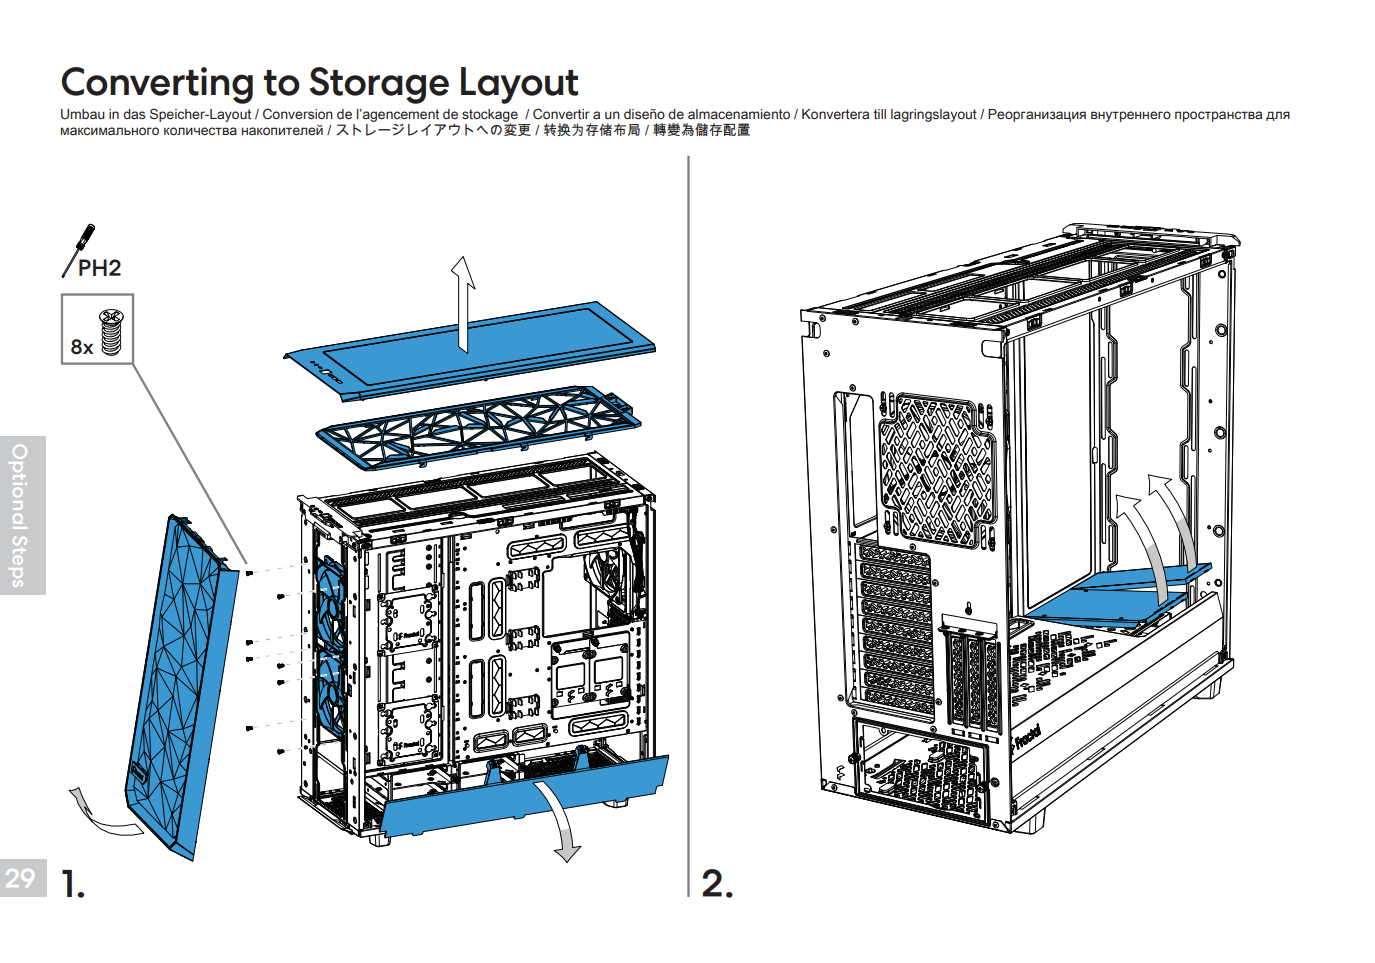 Converting to Storage Layout
Umbau in das Speicher-Layout / Conversion de l'agencement de stockage  / Convertir a un diseño de almacenamiento / Konvertera till lagringslayout / Реорганизация внутреннего пространства для
максимального количества накопителей / ストレージレイアウトへの変更 / 转换为存储布局 / 轉變為儲存配置
PH2
8x
Optional Steps
Fractal
Fractal
Fractal
29
1.
2.